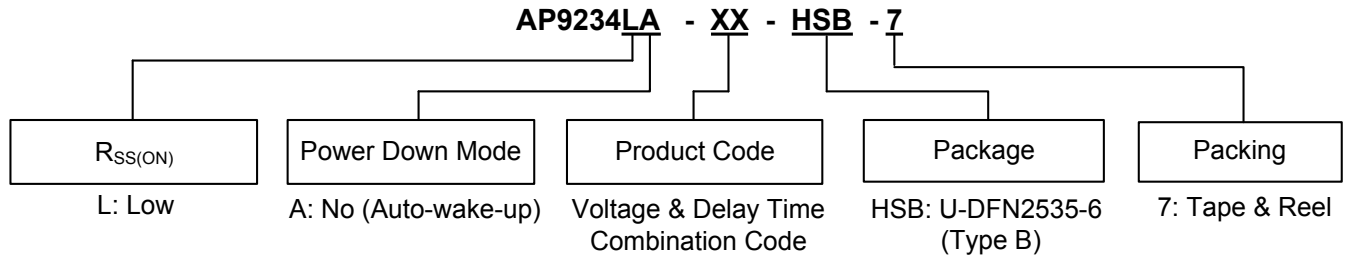 AP9234LA - XX - HSB - 7
RSS(ON)
Power Down Mode
Product Code
Package
Packing
L: Low
A: No (Auto-wake-up)
Voltage & Delay Time
Combination Code
HSB: U-DFN2535-6
(Type B)
7: Tape & Reel